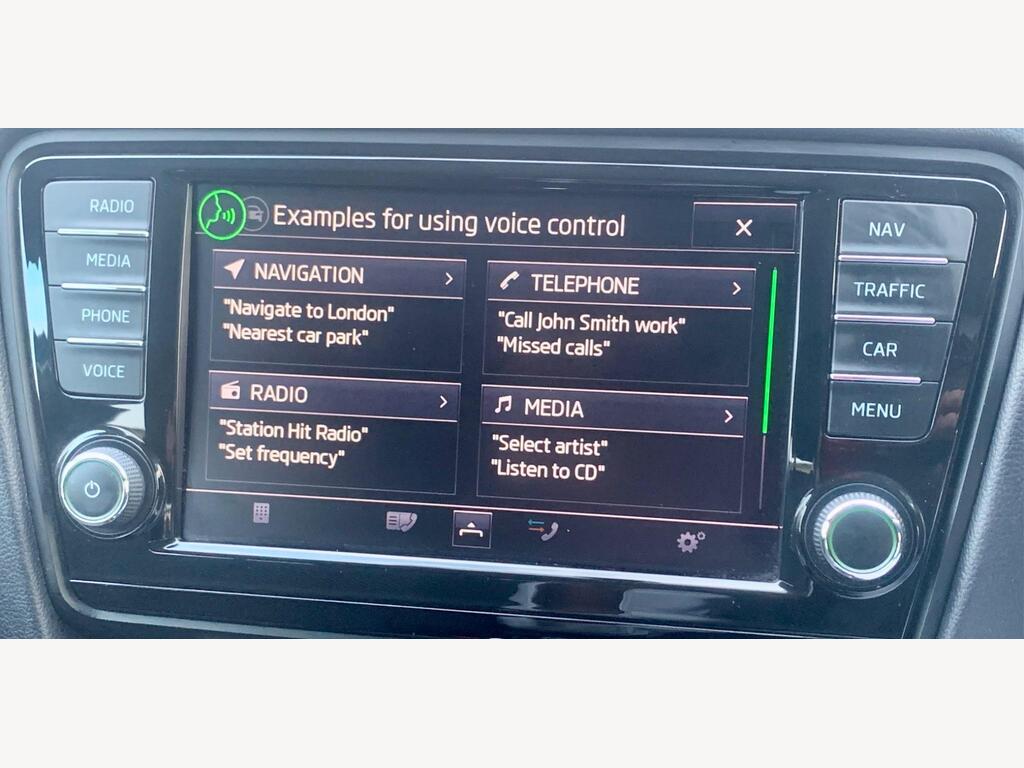 RADIO
MEDIA
PHONE
VOICE
Examples for using voice control
NAVIGATION
"Navigate to London"
"Nearest car park"
TELEPHONE
"Call John Smith work"
"Missed calls"
RADIO
"Station Hit Radio"
"Set frequency"
MEDIA
"Select artist"
"Listen to CD"
NAV
TRAFFIC
CAR
MENU